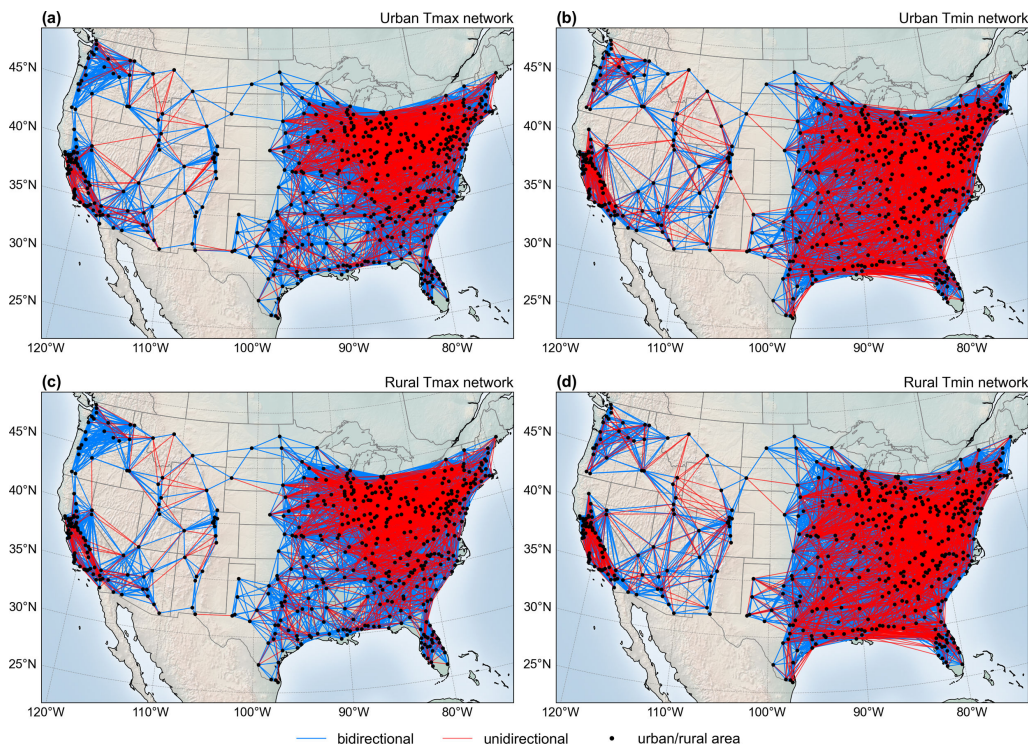 (a) Urban Tmax network
(b) Urban Tmin network
45°N
40°N
35°N
30°N
25°N
120°W 110°W 100°W 90°W 80°W
45°N
40°N
35°N
30°N
25°N
120°W 110°W 100°W 90°W 80°W
(c) Rural Tmax network
(d) Rural Tmin network
45°N
40°N
35°N
30°N
25°N
120°W 110°W 100°W 90°W 80°W
45°N
40°N
35°N
30°N
25°N
120°W 110°W 100°W 90°W 80°W
bidirectional unidirectional urban/rural area